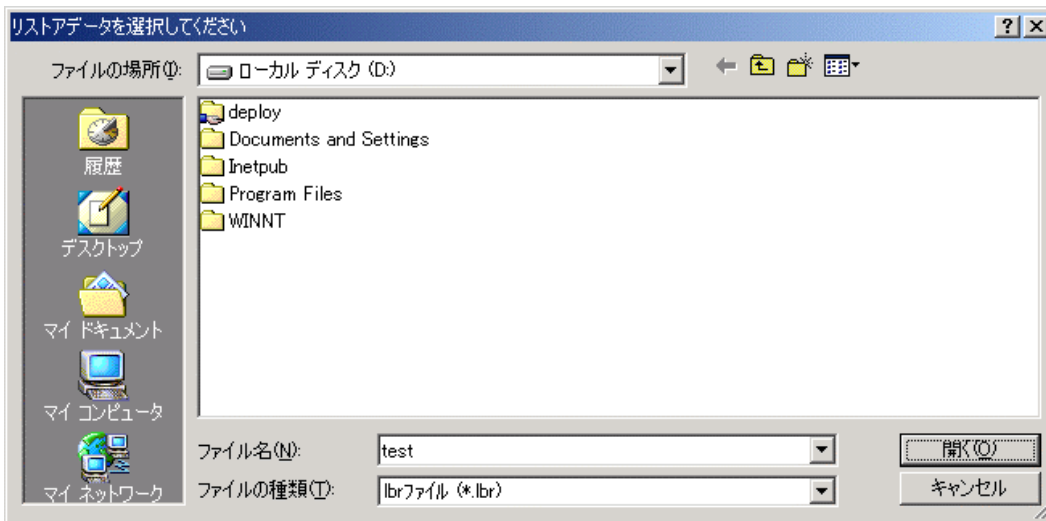 リストアデータを選択してください
ファイルの場所(I):
ローカル ディスク (D:)
履歴
デスクトップ
マイ ドキュメント
マイ コンピュータ
マイ ネットワーク
deploy
Documents and Settings
Inetpub
Program Files
WINNT
ファイル名(N):
test
開く(O)
ファイルの種類(T):
lbrファイル (*.lbr)
キャンセル